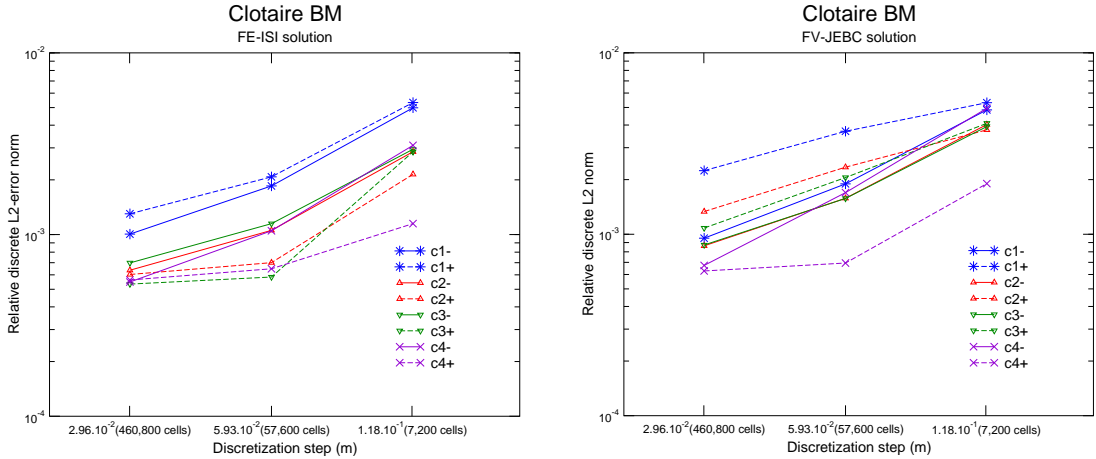 Clotaire BM
FE-ISI solution
Relative discrete L2-error norm
10⁻²
10⁻³
10⁻⁴
c1-
c1+
c2-
c2+
c3-
c3+
c4-
c4+
2.96.10⁻²(460,800 cells) 5.93.10⁻²(57,600 cells) 1.18.10⁻¹(7,200 cells)
Discretization step (m)
Clotaire BM
FV-JEBC solution
Relative discrete L2 norm
10⁻²
10⁻³
10⁻⁴
c1-
c1+
c2-
c2+
c3-
c3+
c4-
c4+
2.96.10⁻²(460,800 cells) 5.93.10⁻²(57,600 cells) 1.18.10⁻¹(7,200 cells)
Discretization step (m)